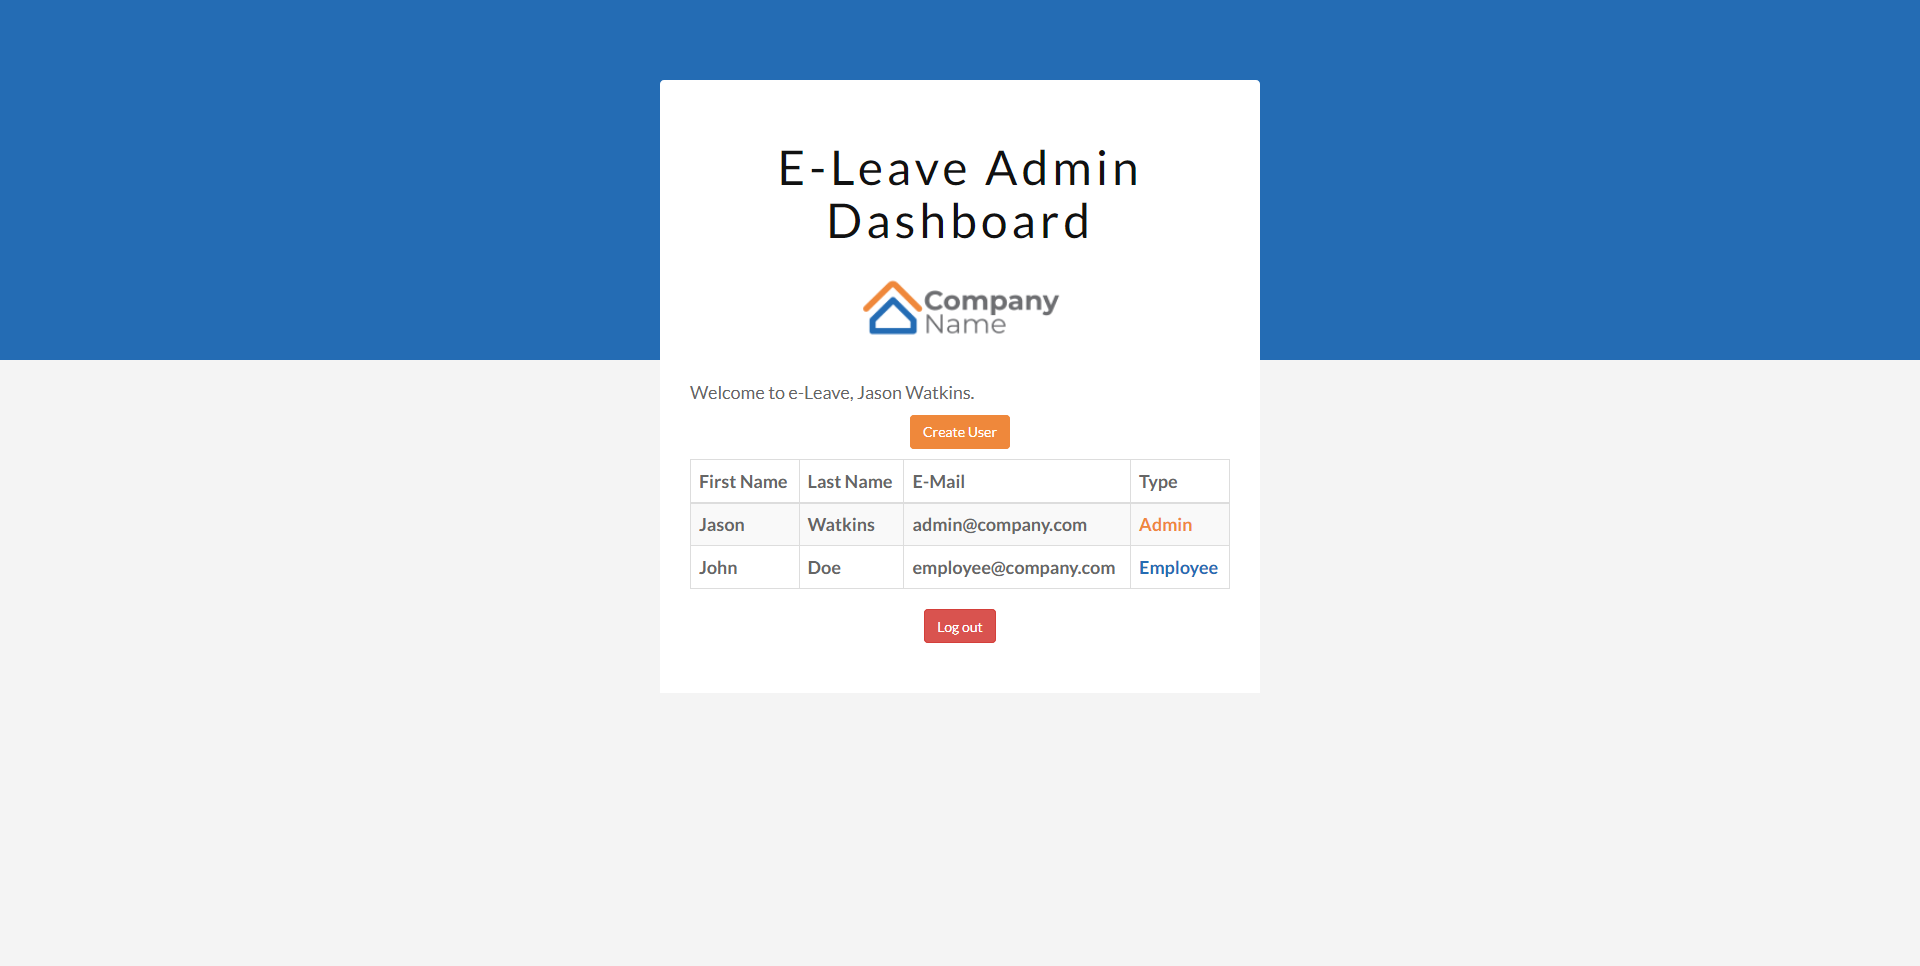 E-Leave Admin
Dashboard
Company
Name
Welcome to e-Leave, Jason Watkins.
Create User
First Name Last Name E-Mail Type
Jason Watkins admin@company.com Admin
John Doe employee@company.com Employee
Log out